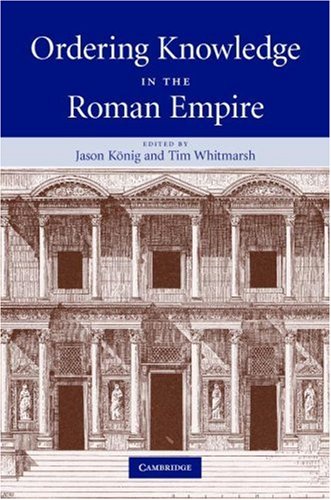 Ordering Knowledge
IN THE
Roman Empire
EDITED BY
Jason König and Tim Whitmarsh
CAMBRIDGE